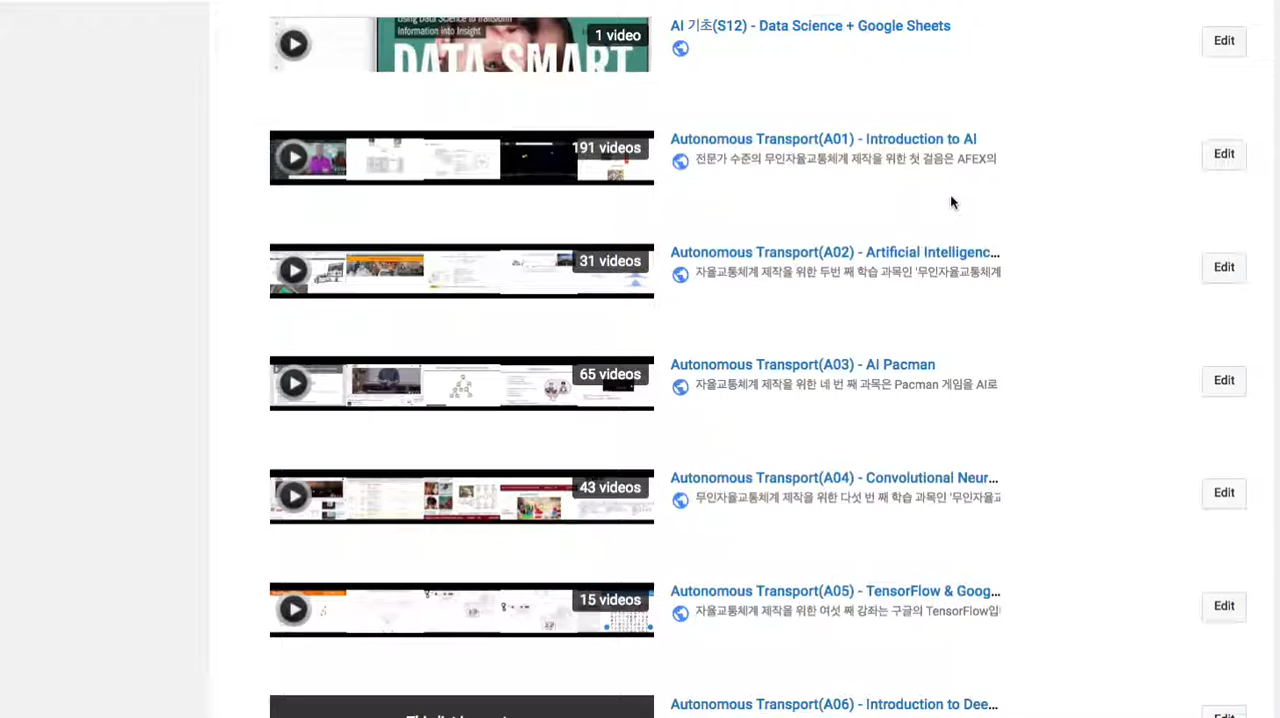 Using Data Science to Transform
Information into Insight
DATA SMART
1 video
AI 기초(S12) - Data Science + Google Sheets
Edit
191 videos
Autonomous Transport(A01) - Introduction to AI
전문가 수준의 무인자율교통체계 제작을 위한 첫 걸음은 AFEX의
Edit
31 videos
Autonomous Transport(A02) - Artificial Intelligenc...
자율교통체계 제작을 위한 두번 째 학습 과목인 '무인자율교통체계
Edit
65 videos
Autonomous Transport(A03) - AI Pacman
자율교통체계 제작을 위한 네 번 째 과목은 Pacman 게임을 AI로
Edit
43 videos
Autonomous Transport(A04) - Convolutional Neur...
무인자율교통체계 제작을 위한 다섯 번 째 학습 과목인 '무인자율교
Edit
15 videos
Autonomous Transport(A05) - TensorFlow & Goog...
자율교통체계 제작을 위한 여섯 째 강좌는 구글의 TensorFlow입
Edit
Autonomous Transport(A06) - Introduction to Dee...
Edit